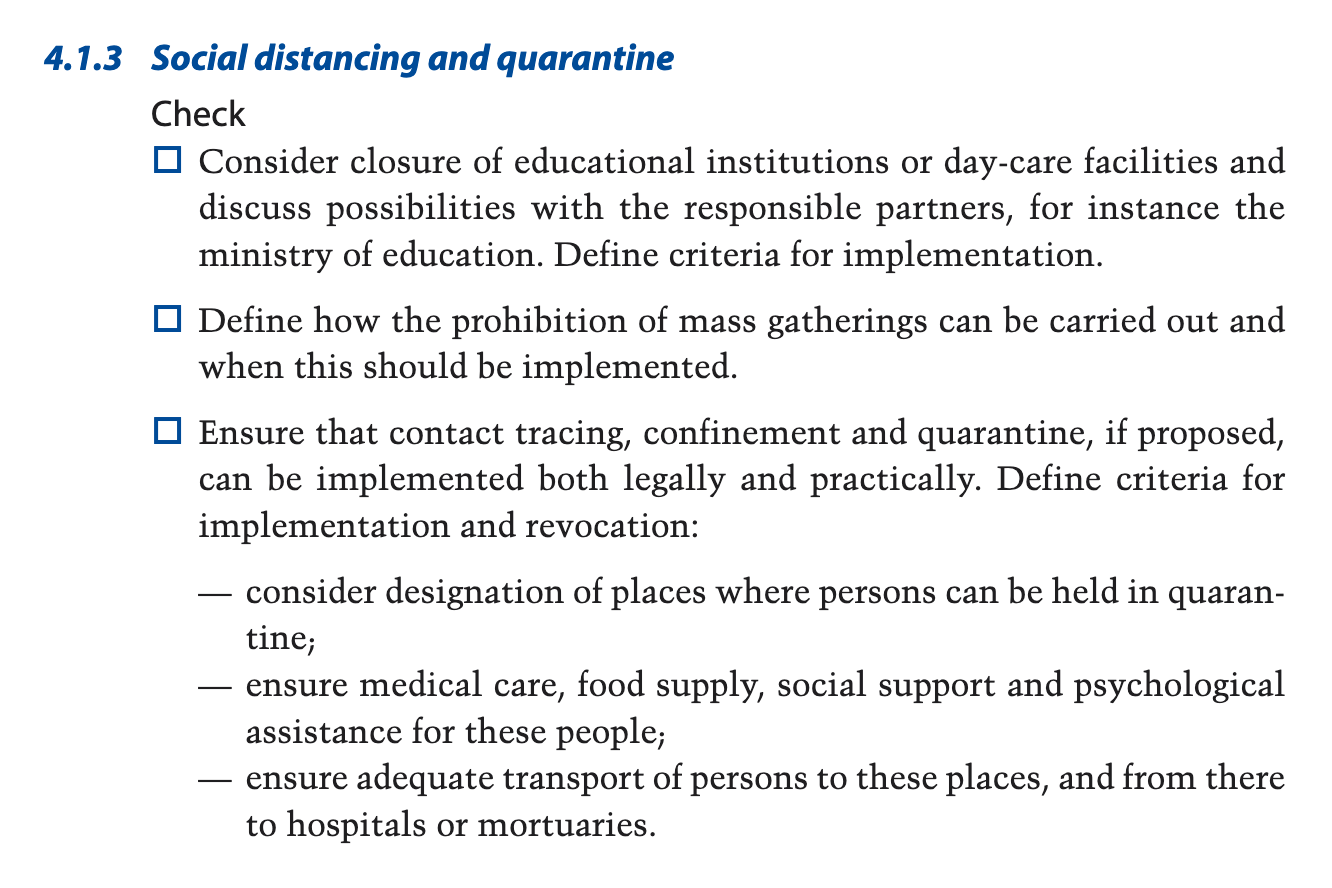 4.1.3 Social distancing and quarantine
Check
☐ Consider closure of educational institutions or day-care facilities and
discuss possibilities with the responsible partners, for instance the
ministry of education. Define criteria for implementation.
☐ Define how the prohibition of mass gatherings can be carried out and
when this should be implemented.
☐ Ensure that contact tracing, confinement and quarantine, if proposed,
can be implemented both legally and practically. Define criteria for
implementation and revocation:
— consider designation of places where persons can be held in quaran-
tine;
— ensure medical care, food supply, social support and psychological
assistance for these people;
— ensure adequate transport of persons to these places, and from there
to hospitals or mortuaries.